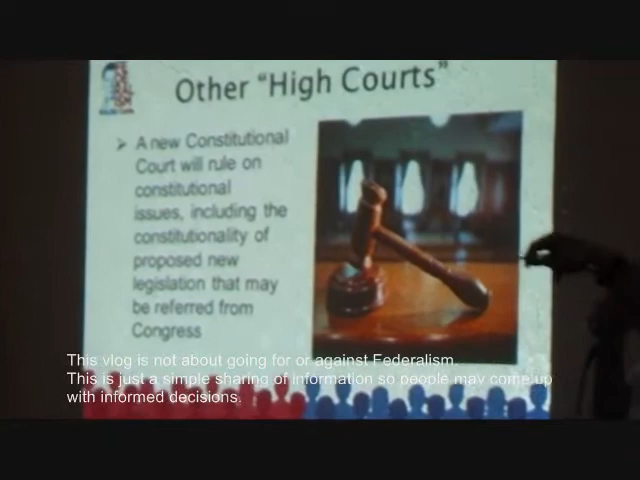 Other "High Courts"
➢ A new Constitutional
Court will rule on
constitutional
issues, including the
constitutionality of
proposed new
legislation that may
be referred from
Congress
This vlog is not about going for or against Federalism.
This is just a simple sharing of information so people may come up
with informed decisions.